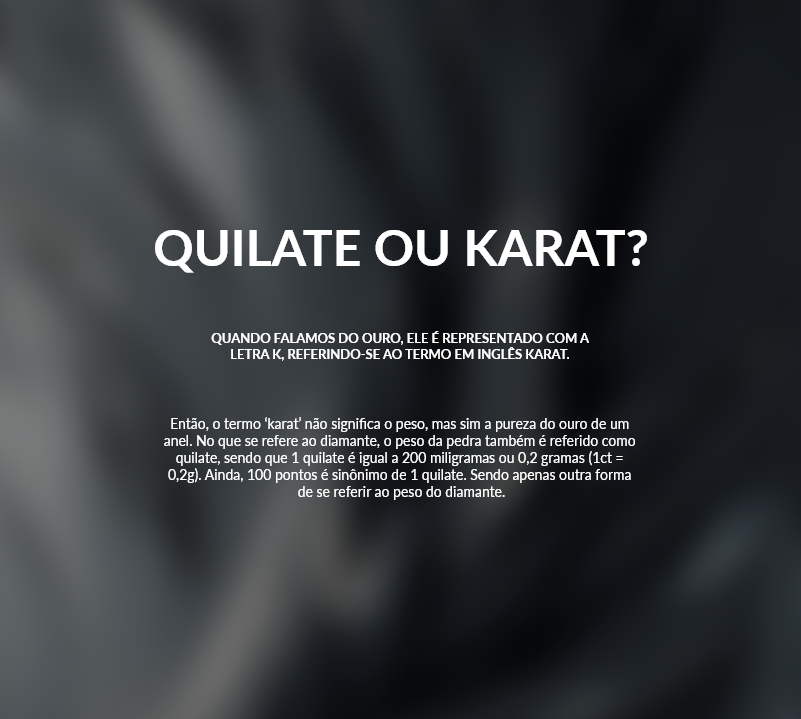 QUILATE OU KARAT?
QUANDO FALAMOS DO OURO, ELE É REPRESENTADO COM A
LETRA K, REFERINDO-SE AO TERMO EM INGLÊS KARAT.
Então, o termo ‘karat’ não significa o peso, mas sim a pureza do ouro de um
anel. No que se refere ao diamante, o peso da pedra também é referido como
quilate, sendo que 1 quilate é igual a 200 miligramas ou 0,2 gramas (1ct =
0,2g). Ainda, 100 pontos é sinônimo de 1 quilate. Sendo apenas outra forma
de se referir ao peso do diamante.